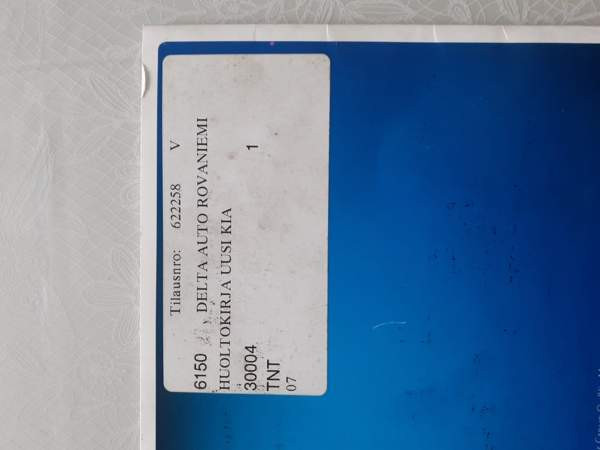 Tilausnro: 622258 V
6150 DELTA AUTO ROVANIEMI
HUOLTOKIRJA UUSI KIA
30004 1
TNT
07